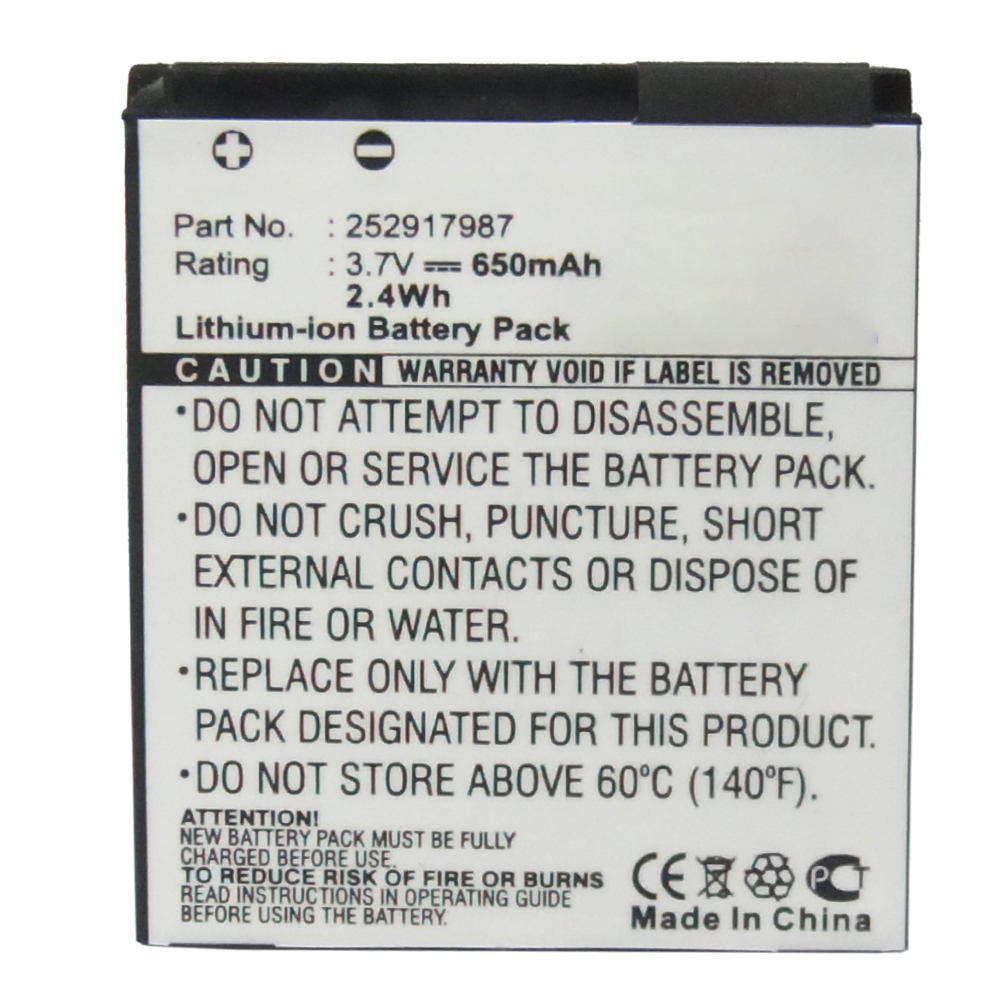 Part No. : 252917987
Rating : 3.7V 650mAh
2.4Wh
Lithium-ion Battery Pack
CAUTION WARRANTY VOID IF LABEL IS REMOVED
•DO NOT ATTEMPT TO DISASSEMBLE,
OPEN OR SERVICE THE BATTERY PACK.
•DO NOT CRUSH, PUNCTURE, SHORT
EXTERNAL CONTACTS OR DISPOSE OF
IN FIRE OR WATER.
•REPLACE ONLY WITH THE BATTERY
PACK DESIGNATED FOR THIS PRODUCT.
•DO NOT STORE ABOVE 60ºC (140ºF).
ATTENTION!
NEW BATTERY PACK MUST BE FULLY
CHARGED BEFORE USE.
TO REDUCE RISK OF FIRE OR BURNS
READ INSTRUCTIONS IN OPERATING GUIDE
BEFORE USING THE BATTERY.
CE PCT
Made In China